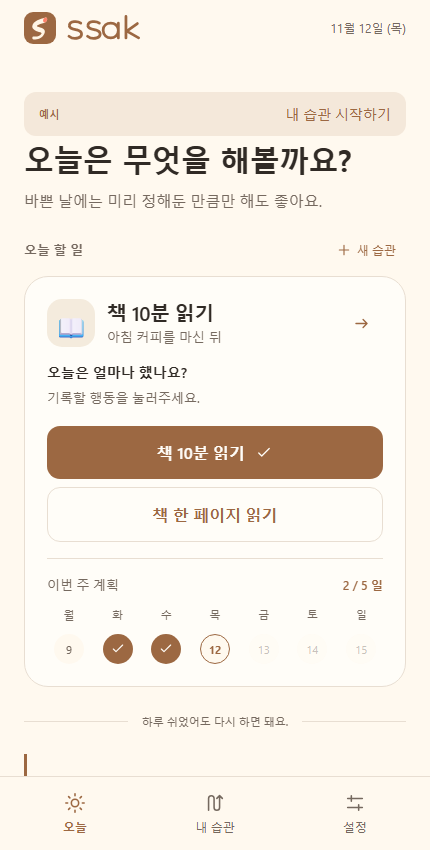 ssak
11월 12일 (목)
예시
내 습관 시작하기
오늘은 무엇을 해볼까요?
바쁜 날에는 미리 정해둔 만큼만 해도 좋아요.
오늘 할 일
+ 새 습관
책 10분 읽기
아침 커피를 마신 뒤
오늘은 얼마나 했나요?
기록할 행동을 눌러주세요.
책 10분 읽기
책 한 페이지 읽기
이번 주 계획
2 / 5 일
월 화 수 목 금 토 일
9 12 13 14 15
하루 쉬었어도 다시 하면 돼요.
오늘
내 습관
설정